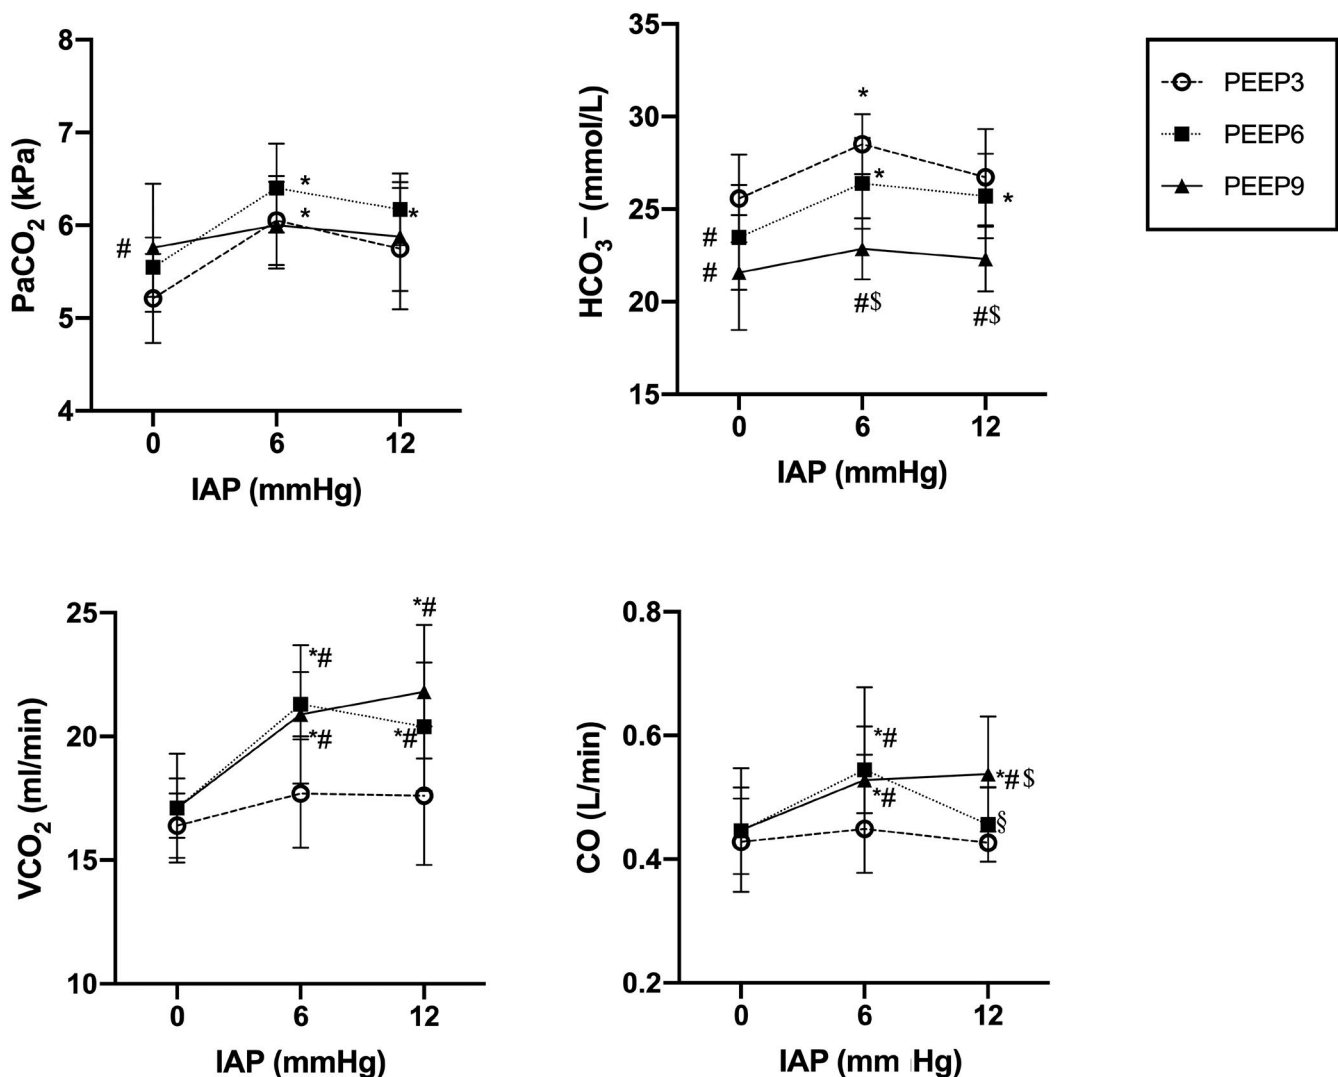 8
7
6
5
4
PaCO2 (kPa)
*
*
*
#
0 6 12
IAP (mmHg)
35
30
25
20
15
HCO3— (mmol/L)
*
*
*
#
#
#$ #$
0 6 12
IAP (mmHg)
PEEP3
PEEP6
PEEP9
25
20
15
10
VCO2 (ml/min)
*#
*#
*# *#
0 6 12
IAP (mmHg)
0.8
0.6
0.4
0.2
CO (L/min)
*#
*# $
*#
§
0 6 12
IAP (mm Hg)